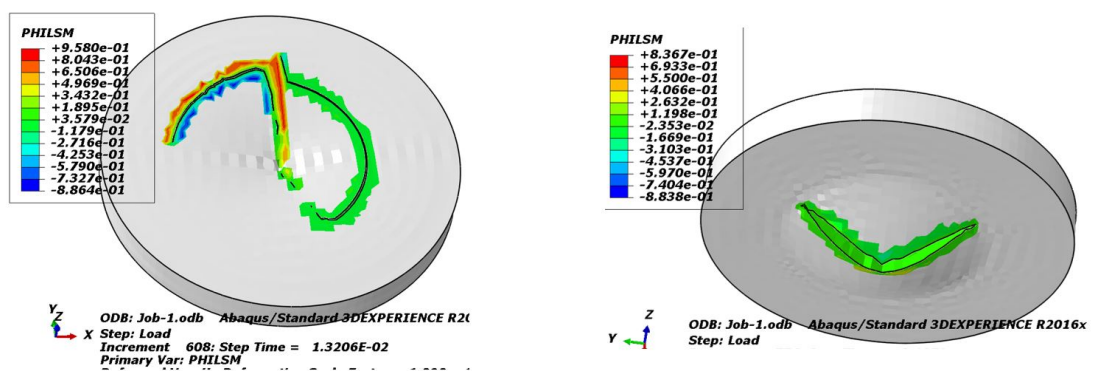 PHILSM
+9.580e-01
+8.043e-01
+6.506e-01
+4.969e-01
+3.432e-01
+1.895e-01
+3.579e-02
-1.179e-01
-2.716e-01
-4.253e-01
-5.790e-01
-7.327e-01
-8.864e-01
Y
Z
X
ODB: Job-1.odb Abaqus/Standard 3DEXPERIENCE R20
Step: Load
Increment 608: Step Time = 1.3206E-02
Primary Var: PHILSM
PHILSM
+8.367e-01
+6.933e-01
+5.500e-01
+4.066e-01
+2.632e-01
+1.198e-01
-2.353e-02
-1.669e-01
-3.103e-01
-4.537e-01
-5.970e-01
-7.404e-01
-8.838e-01
Z
Y
ODB: Job-1.odb Abaqus/Standard 3DEXPERIENCE R2016x
Step: Load